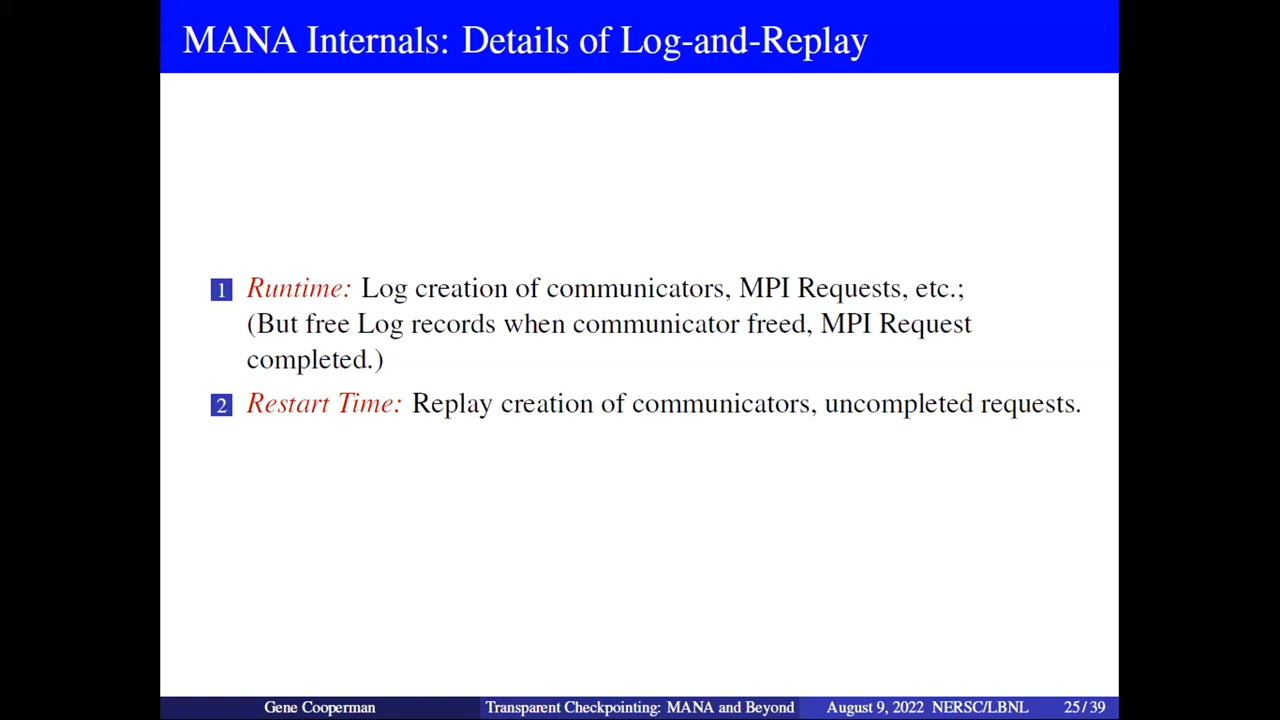 MANA Internals: Details of Log-and-Replay
1 Runtime: Log creation of communicators, MPI Requests, etc.;
(But free Log records when communicator freed, MPI Request
completed.)
2 Restart Time: Replay creation of communicators, uncompleted requests.
Gene Cooperman Transparent Checkpointing: MANA and Beyond August 9, 2022 NERSC/LBNL 25 / 39